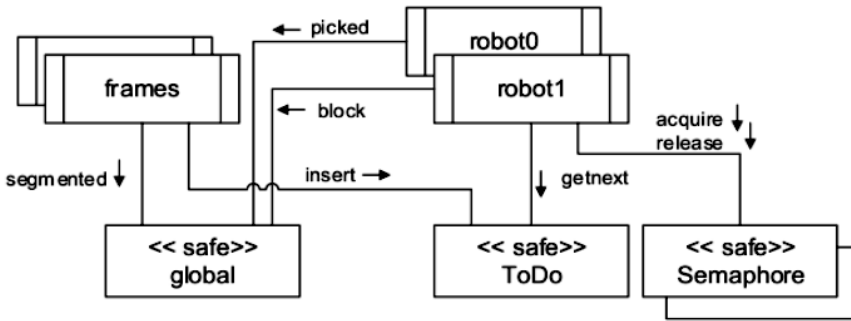 picked
robot0
frames
robot1
block
acquire
release
segmented
insert
getnext
<< safe>>
global
<< safe>>
ToDo
<< safe>>
Semaphore